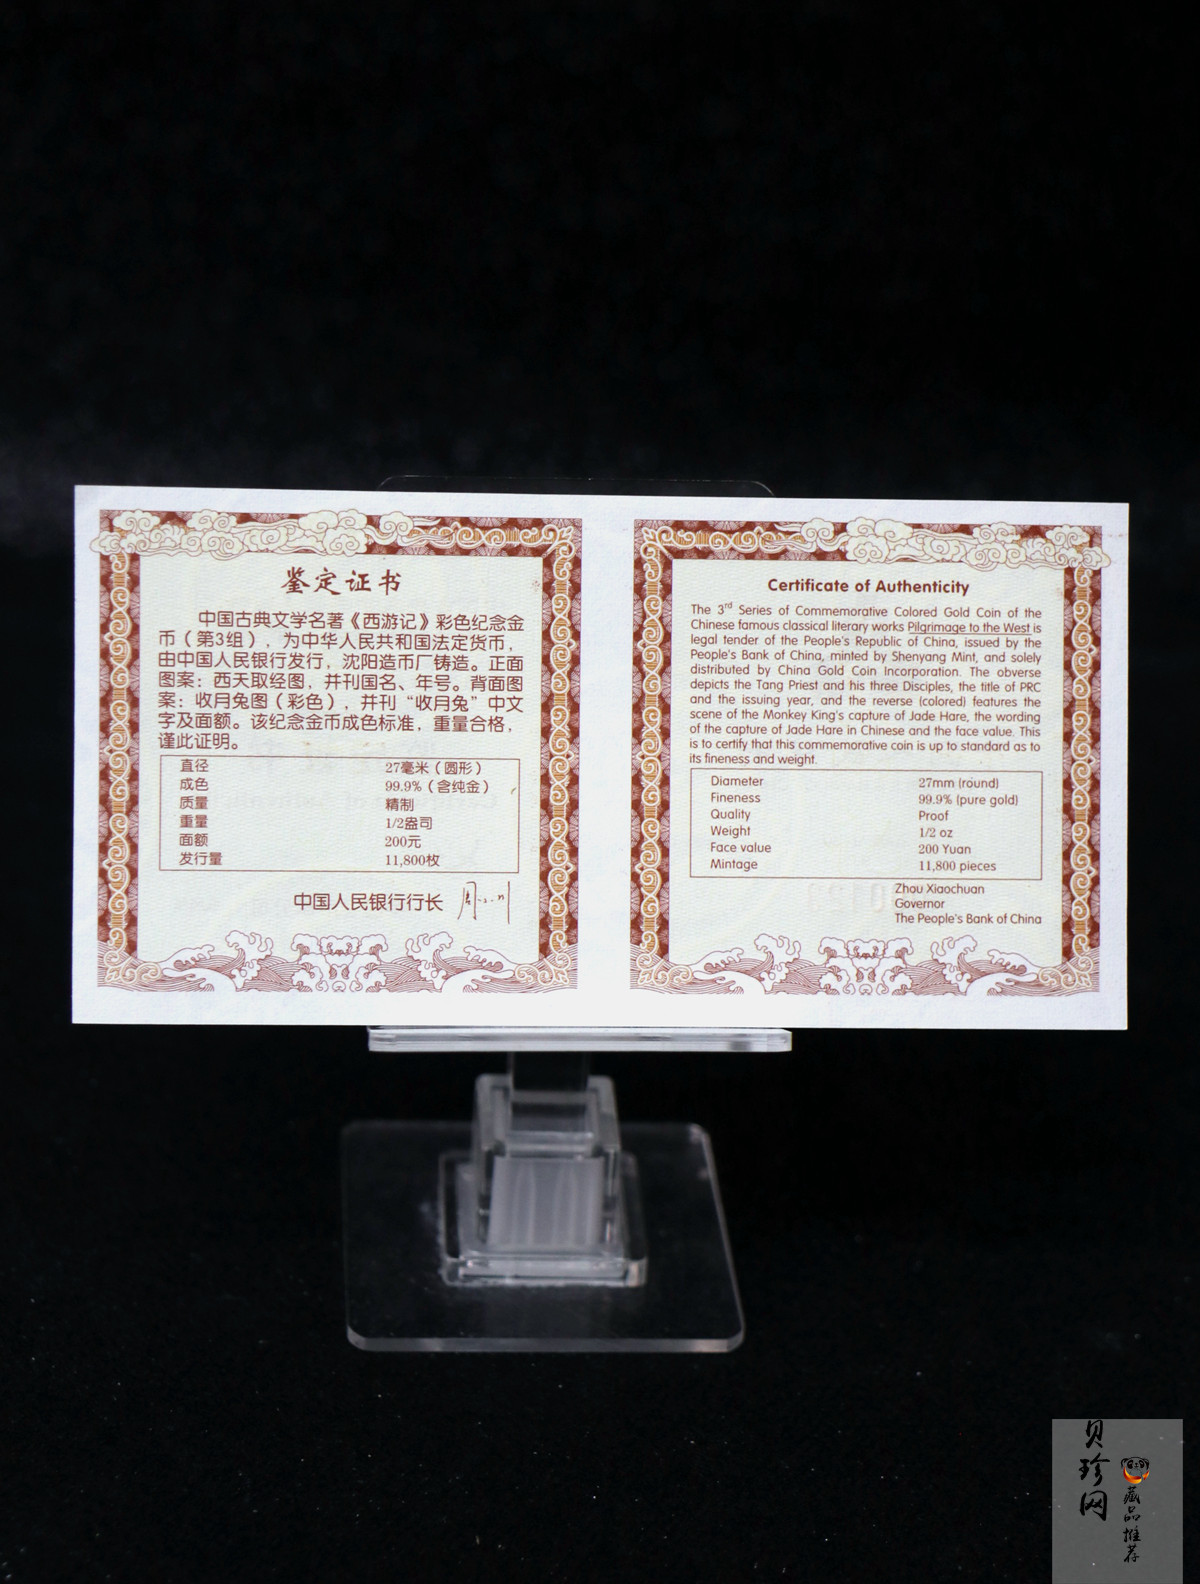 鉴定证书
中国古典文学名著《西游记》彩色纪念金
币（第3组），为中华人民共和国法定货币，
由中国人民银行发行，沈阳造币厂铸造。正面
图案：西天取经图，并刊国名、年号。背面图
案：收月兔图（彩色），并刊“收月兔”中文
字及面额。该纪念金币成色标准，重量合格，
谨此证明。
直径 27毫米（圆形）
成色 99.9%（含纯金）
质量 精制
重量 1/2盎司
面额 200元
发行量 11,800枚
中国人民银行行长
Certificate of Authenticity
The 3rd Series of Commemorative Colored Gold Coin of the
Chinese famous classical literary works Pilgrimage to the West is
legal tender of the People's Republic of China, issued by the
People's Bank of China, minted by Shenyang Mint, and solely
distributed by China Gold Coin Incorporation. The obverse
depicts the Tang Priest and his three Disciples, the title of PRC
and the issuing year, and the reverse (colored) features the
scene of the Monkey King's capture of Jade Hare, the wording
of the capture of Jade Hare in Chinese and the face value. This
is to certify that this commemorative coin is up to standard as to
its fineness and weight.
Diameter 27mm (round)
Fineness 99.9% (pure gold)
Quality Proof
Weight 1/2 oz
Face value 200 Yuan
Mintage 11,800 pieces
Zhou Xiaochuan
Governor
The People's Bank of China
贝珍网
藏品推荐